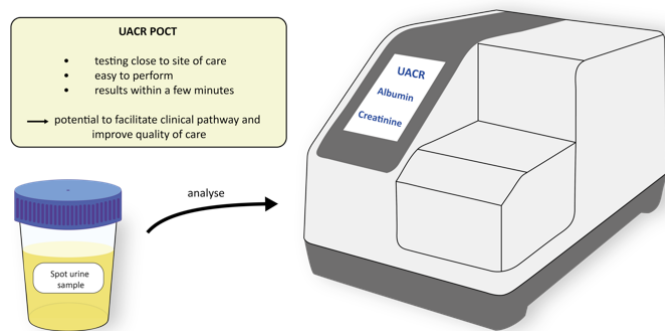 UACR POCT
• testing close to site of care
• easy to perform
• results within a few minutes
→ potential to facilitate clinical pathway and
improve quality of care
UACR
Albumin
Creatinine
analyse
Spot urine
sample